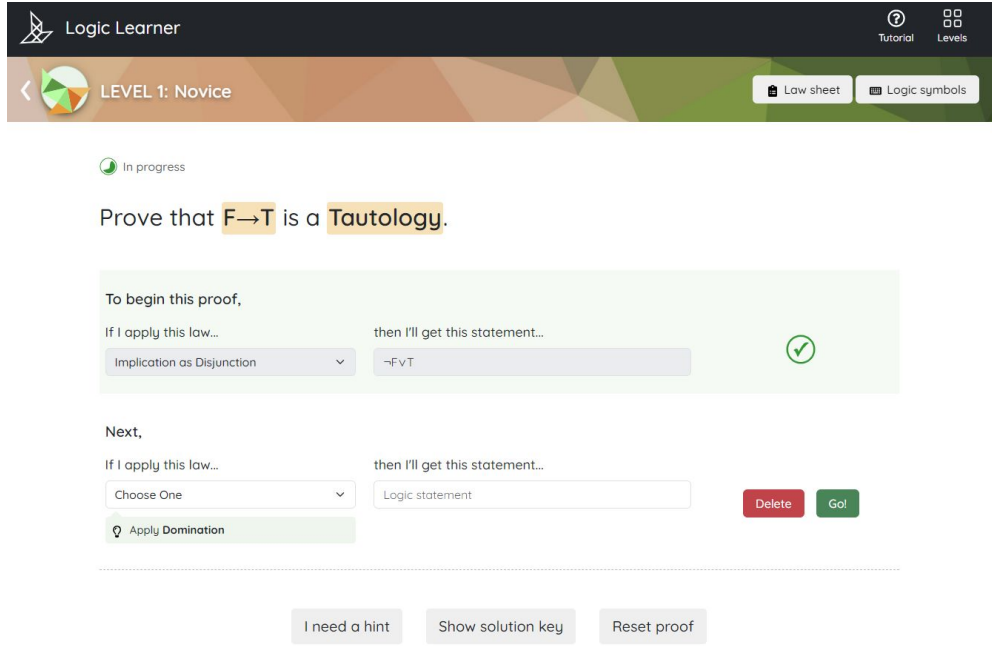 Logic Learner
Tutorial
Levels
LEVEL 1: Novice
Law sheet
Logic symbols
In progress
Prove that F→T is a Tautology.
To begin this proof,
If I apply this law...
then I'll get this statement...
Implication as Disjunction
¬F∨T
Next,
If I apply this law...
then I'll get this statement...
Choose One
Logic statement
Delete
Go!
Apply Domination
I need a hint
Show solution key
Reset proof